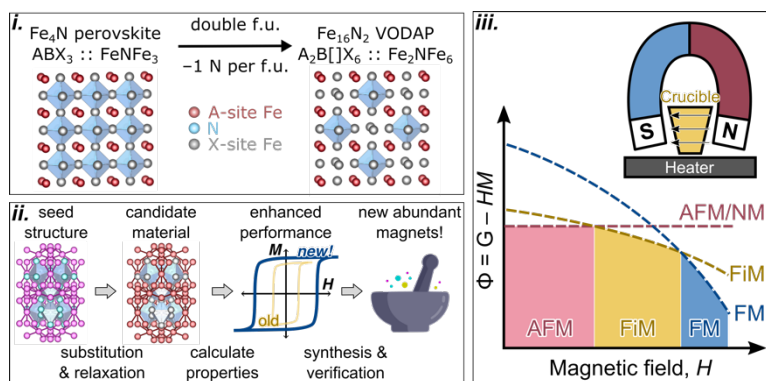 i.
Fe₄N perovskite
ABX₃ :: FeNFe₃
double f.u.
−1 N per f.u.
Fe₁₆N₂ VODAP
A₂B[]X₆ :: Fe₂NFe₆
A-site Fe
N
X-site Fe
ii.
seed
structure
candidate
material
enhanced
performance
new abundant
magnets!
M
new!
H
old
substitution
& relaxation
calculate
properties
synthesis &
verification
iii.
Crucible
S
N
Heater
Φ = G – HM
AFM/NM
FiM
FM
AFM
FiM
FM
Magnetic field, H